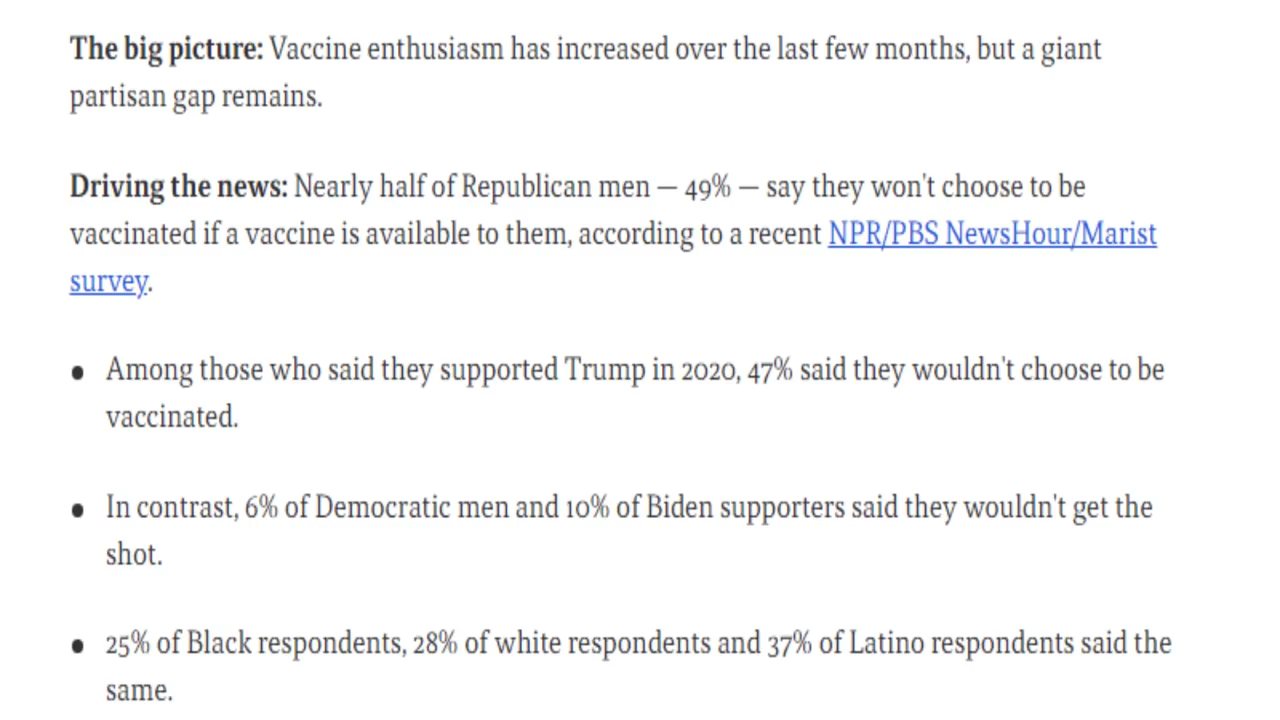 The big picture: Vaccine enthusiasm has increased over the last few months, but a giant
partisan gap remains.
Driving the news: Nearly half of Republican men — 49% — say they won't choose to be
vaccinated if a vaccine is available to them, according to a recent NPR/PBS NewsHour/Marist
survey.
• Among those who said they supported Trump in 2020, 47% said they wouldn't choose to be
vaccinated.
• In contrast, 6% of Democratic men and 10% of Biden supporters said they wouldn't get the
shot.
• 25% of Black respondents, 28% of white respondents and 37% of Latino respondents said the
same.